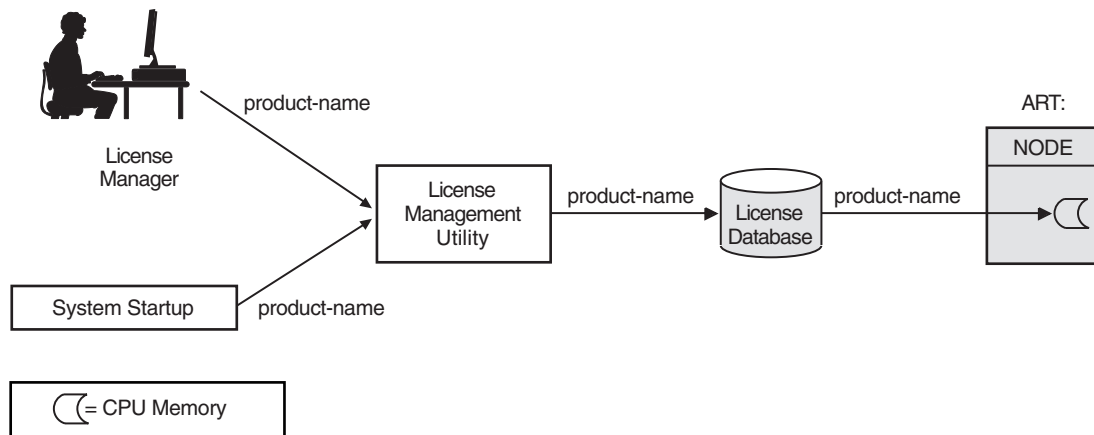 product-name
ART:
License
Manager
NODE
License
Management
Utility
product-name
License
Database
product-name
System Startup
product-name
= CPU Memory